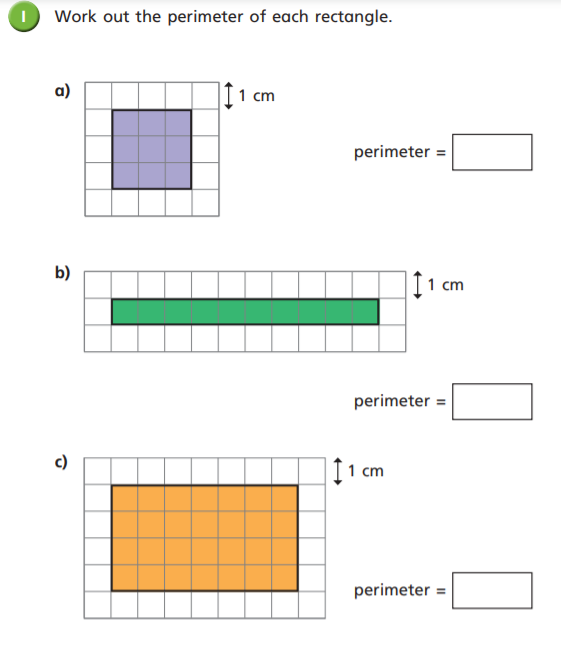 1 Work out the perimeter of each rectangle.
a)
1 cm
perimeter =
b)
1 cm
perimeter =
c)
1 cm
perimeter =